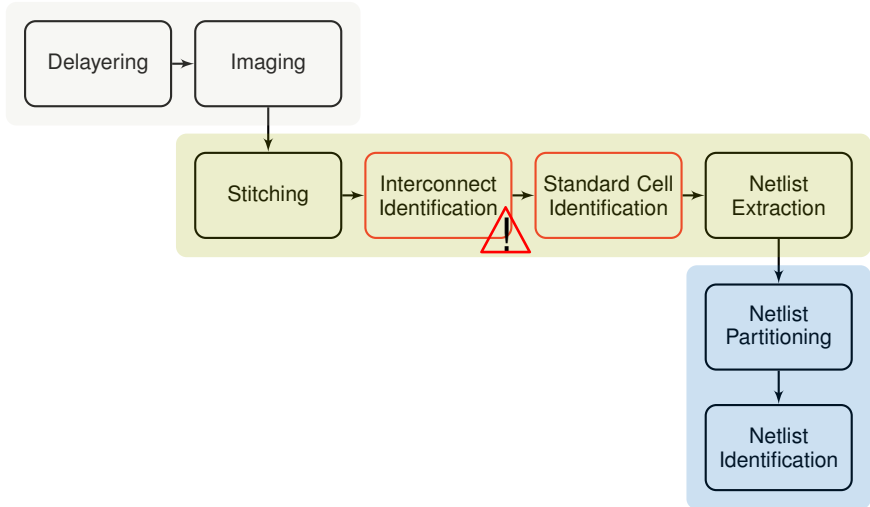 Delayering
Imaging
Stitching
Interconnect
Identification
Standard Cell
Identification
Netlist
Extraction
!
Netlist
Partitioning
Netlist
Identification